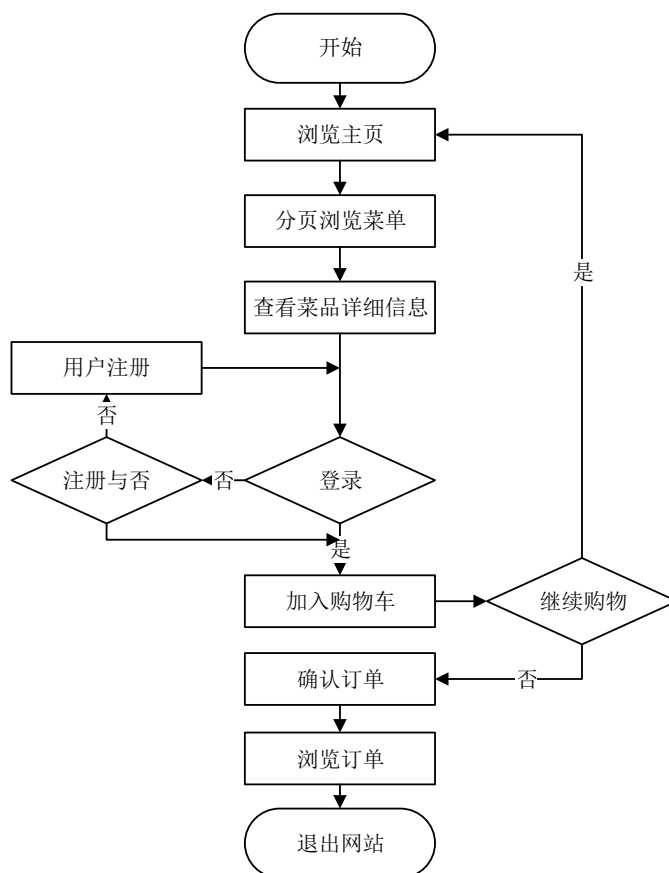 开始
浏览主页
分页浏览菜单
是
查看菜品详细信息
用户注册
否
注册与否
否
登录
是
加入购物车
继续购物
确认订单
否
浏览订单
退出网站